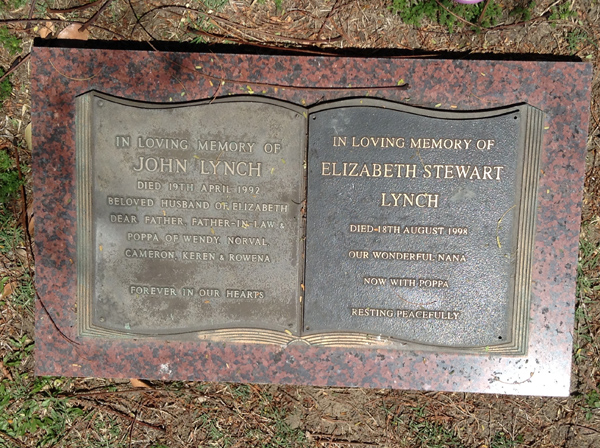 IN LOVING MEMORY OF
JOHN LYNCH
DIED 19TH APRIL 1992
BELOVED HUSBAND OF ELIZABETH
DEAR FATHER, FATHER-IN-LAW &
POPPA OF WENDY, NORVAL,
CAMERON, KEREN & ROWENA
FOREVER IN OUR HEARTS
IN LOVING MEMORY OF
ELIZABETH STEWART
LYNCH
DIED-18TH AUGUST 1998
OUR WONDERFUL NANA
NOW WITH POPPA
RESTING PEACEFULLY